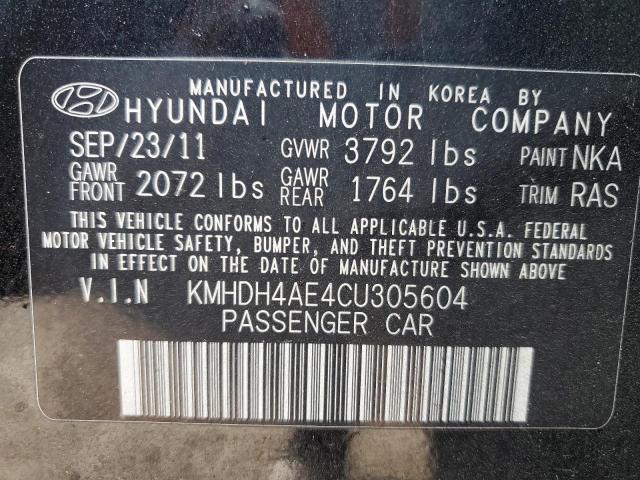 MANUFACTURED IN KOREA BY
HYUNDAI MOTOR COMPANY
SEP/23/11 GVWR 3792 lbs PAINT NKA
GAWR FRONT 2072 lbs GAWR REAR 1764 lbs TRIM RAS
THIS VEHICLE CONFORMS TO ALL APPLICABLE U.S.A. FEDERAL
MOTOR VEHICLE SAFETY, BUMPER, AND THEFT PREVENTION STANDARDS
IN EFFECT ON THE DATE OF MANUFACTURE SHOWN ABOVE
V.I.N KMHDH4AE4CU305604
PASSENGER CAR